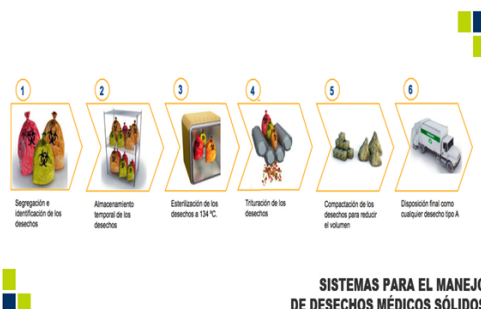 1
2
3
4
5
6
Segregación e
identificación de los
desechos
Almacenamiento
temporal de los
desechos
Esterilización de los
desechos a 134 ºC.
Trituración de los
desechos
Compactación de los
desechos para reducir
el volumen
Disposición final como
cualquier desecho tipo A
SISTEMAS PARA EL MANEJO
DE DESECHOS MÉDICOS SÓLIDOS